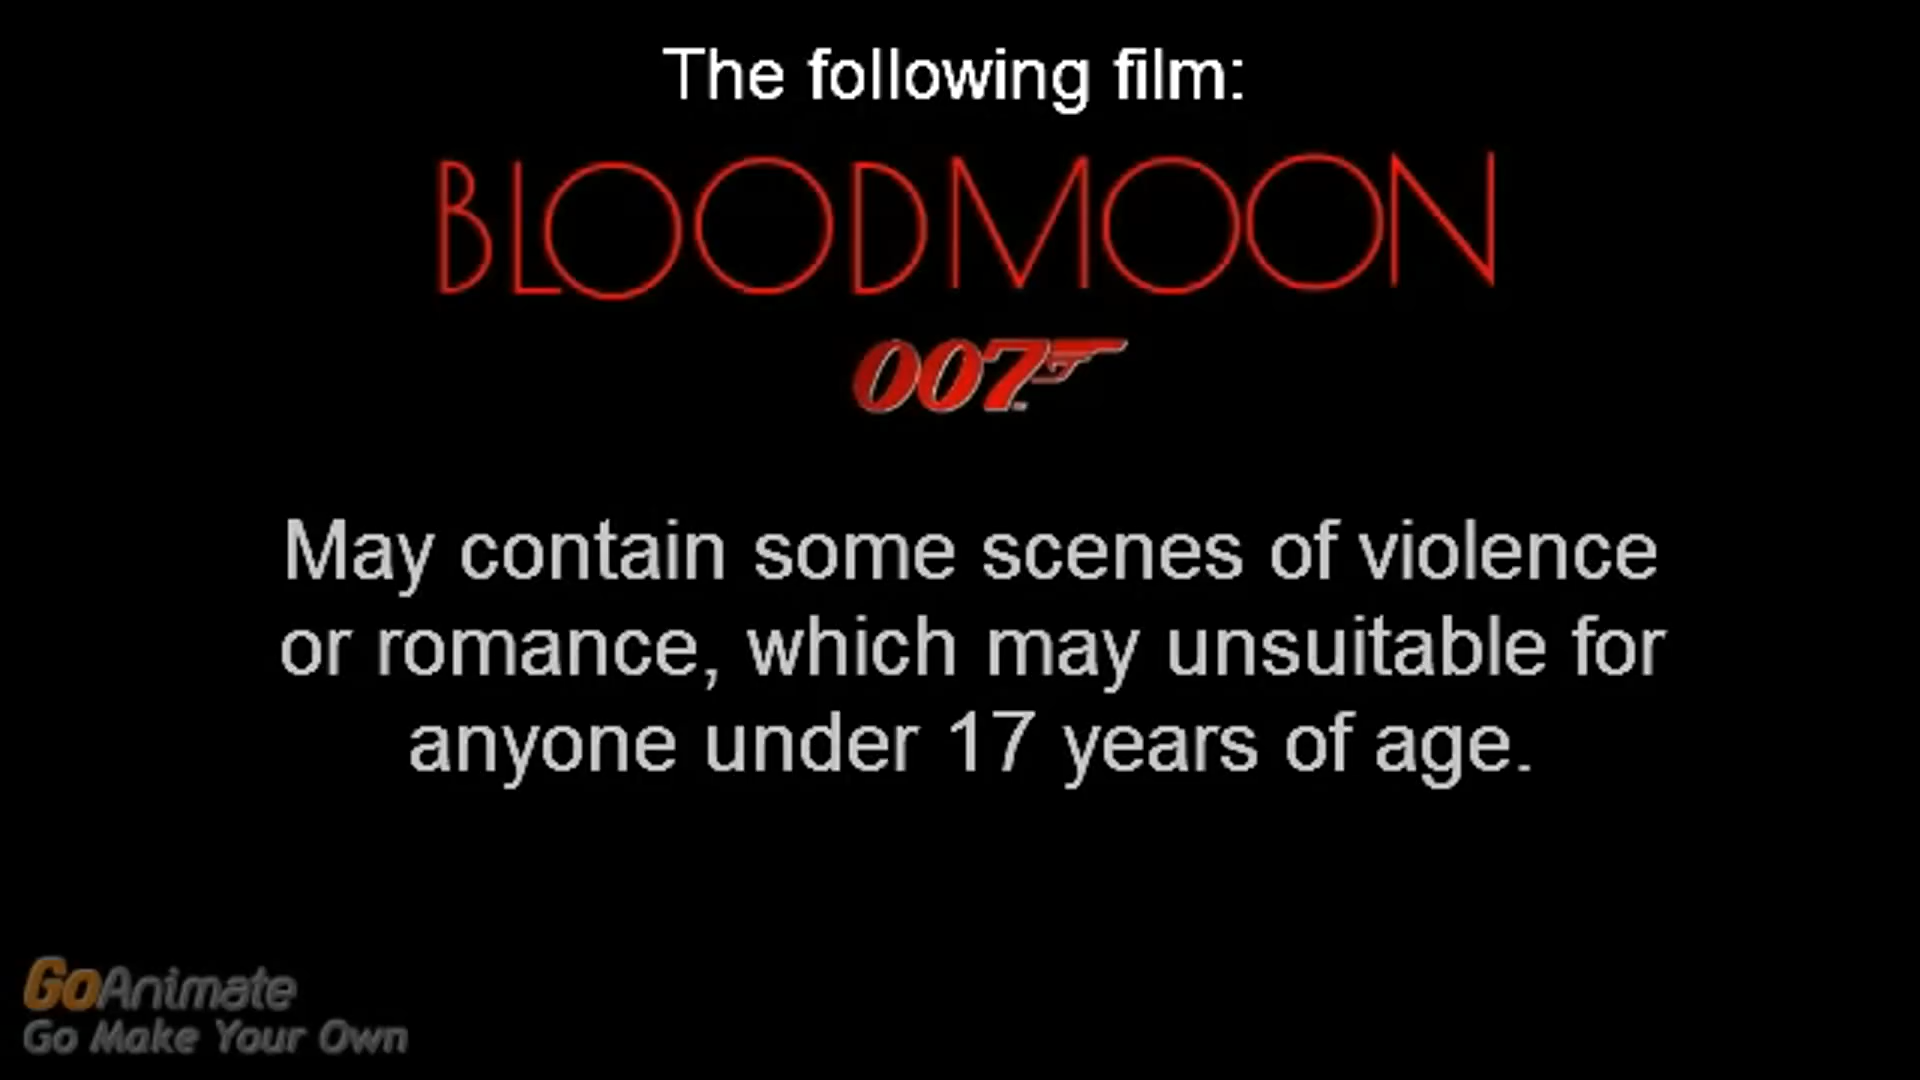 The following film:
BLOODMOON
007
May contain some scenes of violence
or romance, which may unsuitable for
anyone under 17 years of age.
GoAnimate
Go Make Your Own